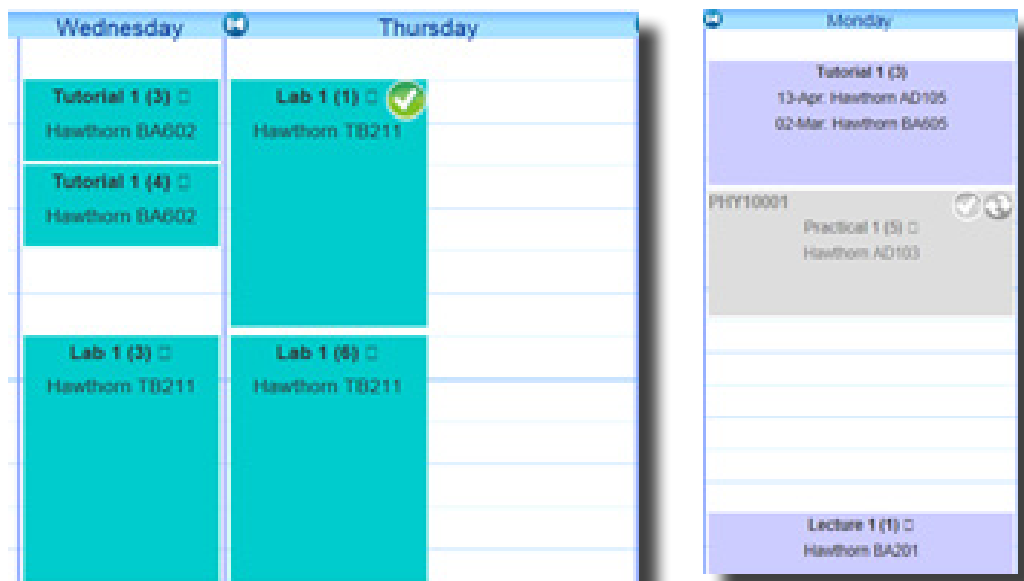 Wednesday
Thursday
Tutorial 1 (3)
Hawthorn BA602
Tutorial 1 (4)
Hawthorn BA602
Lab 1 (3)
Hawthorn TB211
Lab 1 (1)
Hawthorn TB211
Lab 1 (6)
Hawthorn TB211
Monday
Tutorial 1 (3)
13-Apr. Hawthorn AD105
02-Mar. Hawthorn BA605
PHY10001
Practical 1 (5)
Hawthorn AD103
Lecture 1 (1)
Hawthorn BA201